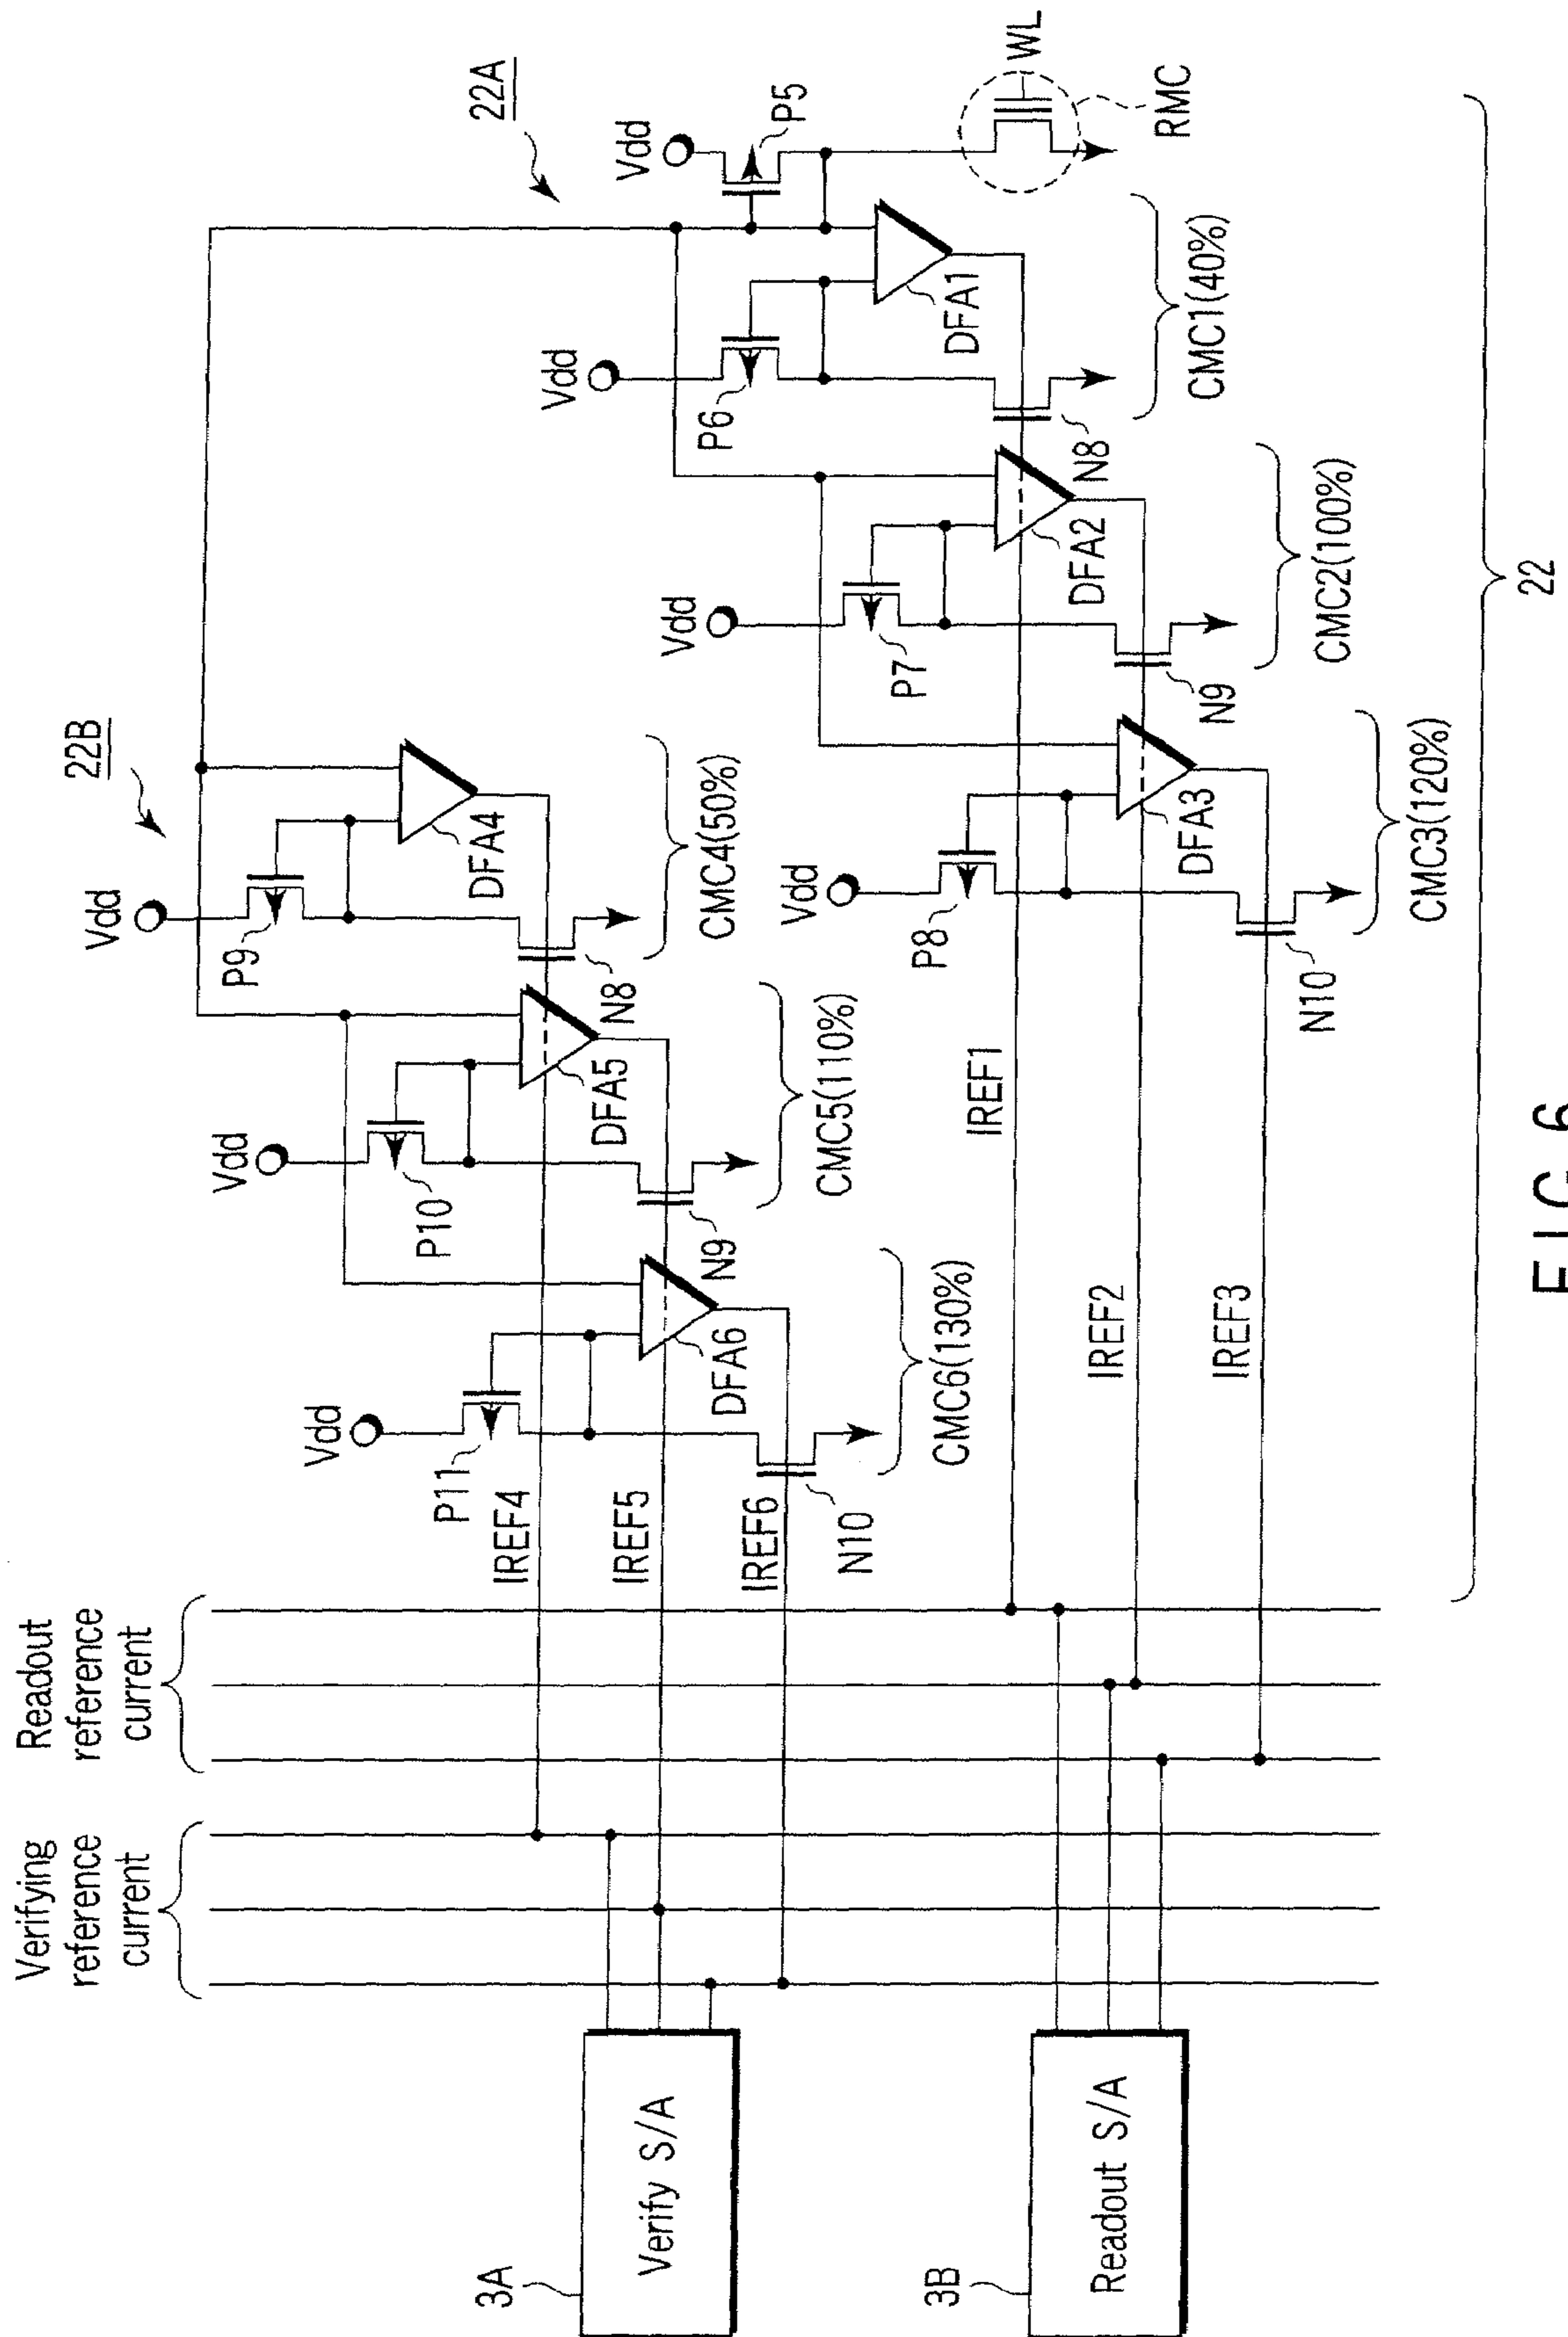 Verifying
reference
current
Readout
reference
current
22B
22A
Vdd
P9
DFA4
N8
CMC4(50%)
Vdd
P10
DFA5
N9
CMC5(110%)
Vdd
P11
DFA6
N10
CMC6(130%)
IREF4
IREF5
IREF6
Vdd
P5
WL
RMC
Vdd
P6
DFA1
N8
CMC1(40%)
Vdd
P7
DFA2
N9
CMC2(100%)
Vdd
P8
DFA3
N10
CMC3(120%)
IREF1
IREF2
IREF3
3A
Verify S/A
3B
Readout S/A
22
FIG. 6